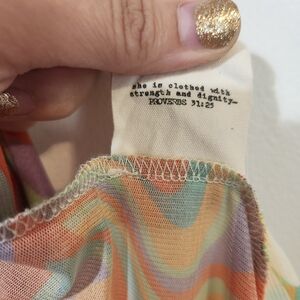 she is clothed with
strength and dignity—
PROVERBS 31:25